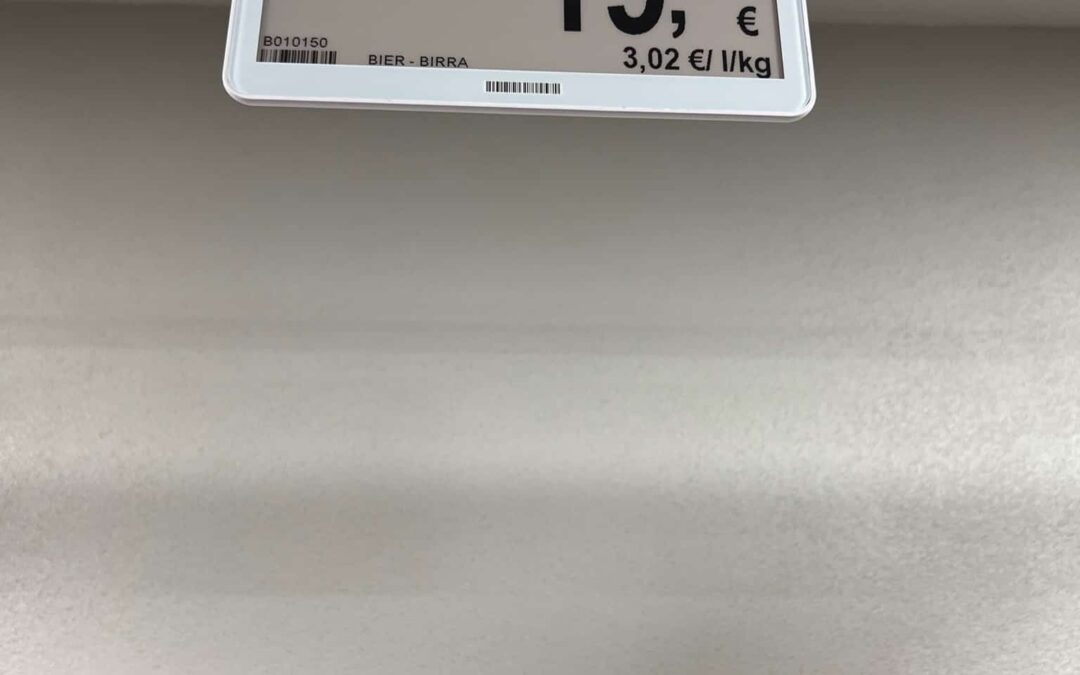 €
B010150
BIER - BIRRA
3,02 €/ l/kg